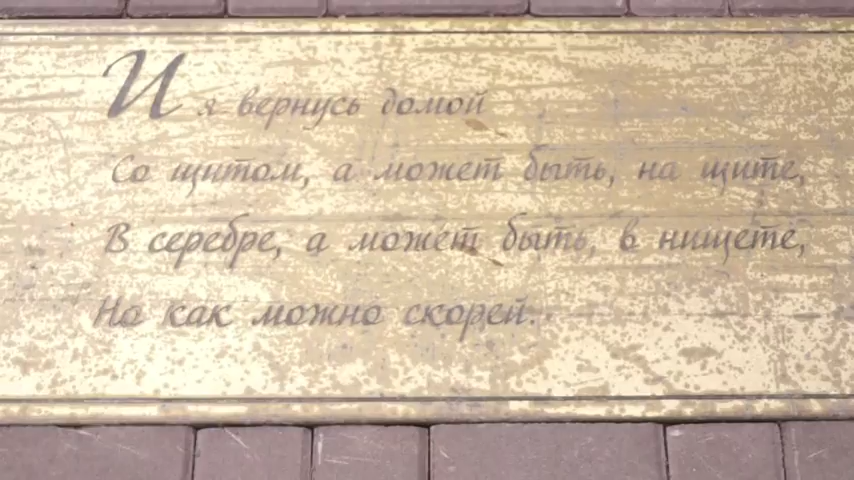 И я вернусь домой
Со щитом, а может быть, на щите,
В серебре, а может быть, в нищете,
Но как можно скорей.